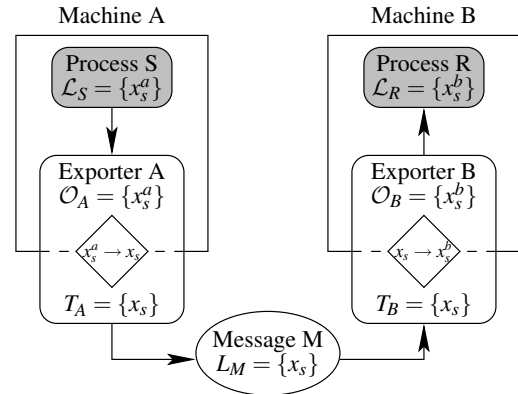 Machine A
Process S
ℒ_S = {x_s^a}
Exporter A
𝒪_A = {x_s^a}
x_s^a → x_s
T_A = {x_s}
Message M
L_M = {x_s}
Machine B
Process R
ℒ_R = {x_s^b}
Exporter B
𝒪_B = {x_s^b}
x_s → x_s^b
T_B = {x_s}